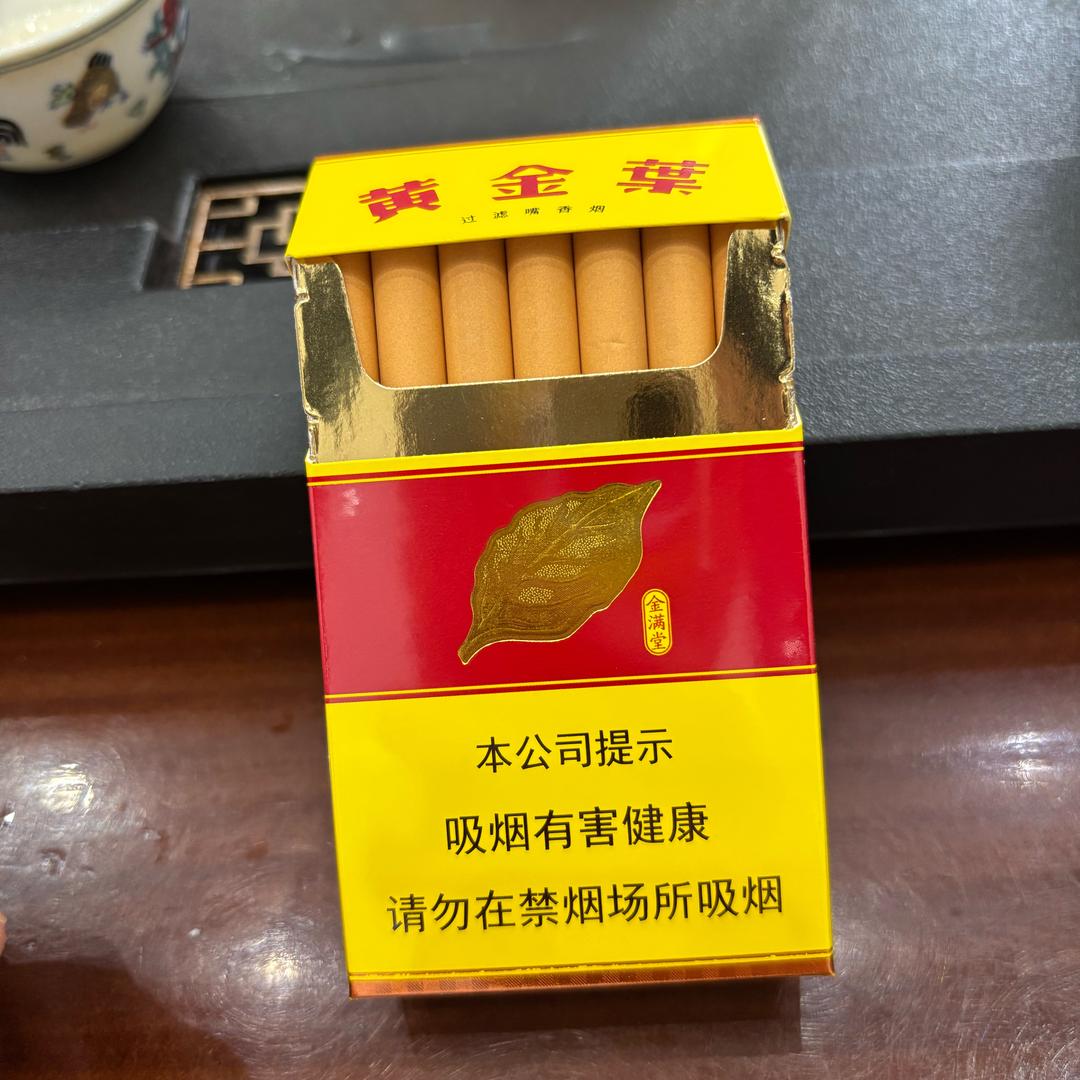 黄金葉
过滤嘴香烟
金满堂
本公司提示
吸烟有害健康
请勿在禁烟场所吸烟